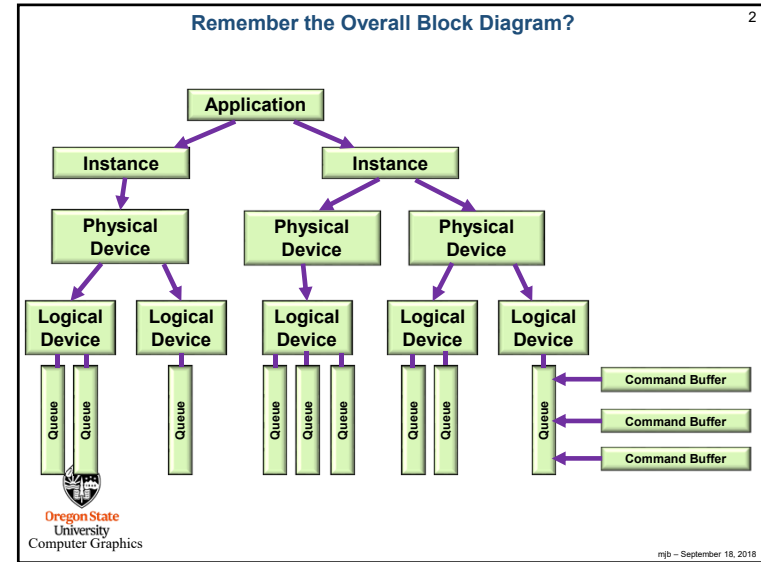 Remember the Overall Block Diagram?
2
Application
Instance
Instance
Physical
Device
Physical
Device
Physical
Device
Logical
Device
Logical
Device
Logical
Device
Logical
Device
Logical
Device
Queue
Queue
Queue
Queue
Queue
Queue
Queue
Queue
Queue
Command Buffer
Command Buffer
Command Buffer
Oregon State
University
Computer Graphics
mjb – September 18, 2018